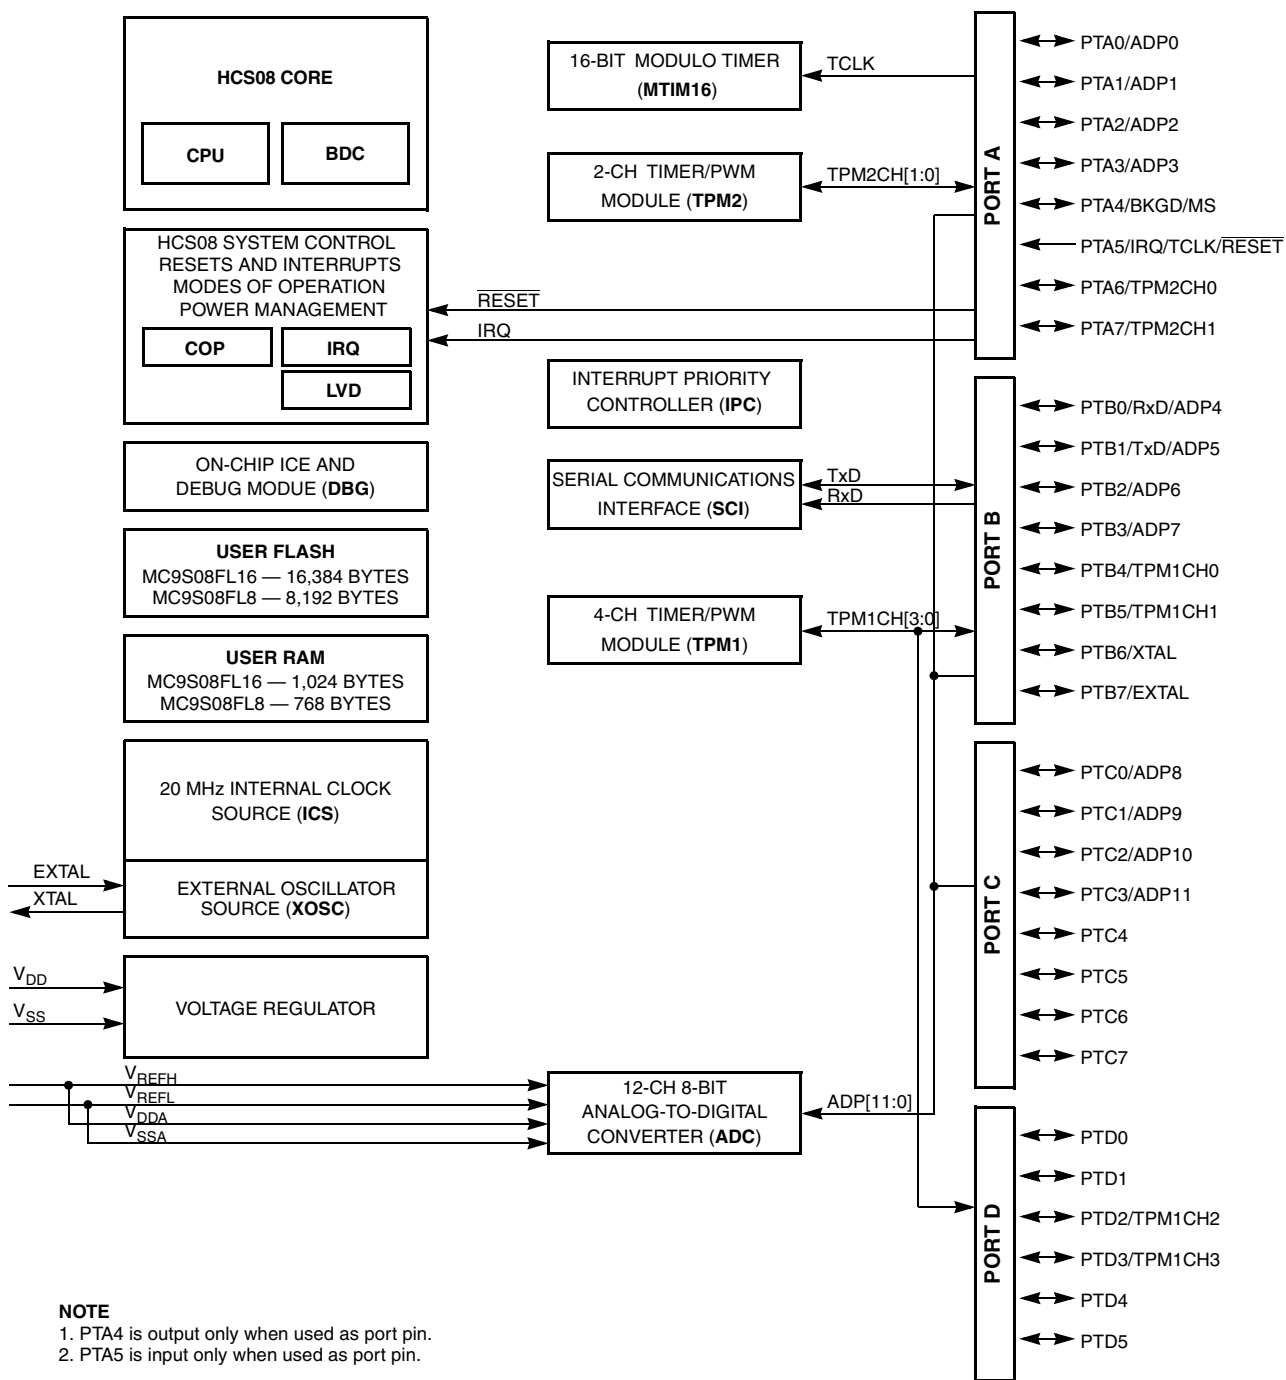 HCS08 CORE
CPU
BDC
HCS08 SYSTEM CONTROL
RESETS AND INTERRUPTS
MODES OF OPERATION
POWER MANAGEMENT
COP
IRQ
LVD
ON-CHIP ICE AND
DEBUG MODUE (DBG)
USER FLASH
MC9S08FL16 — 16,384 BYTES
MC9S08FL8 — 8,192 BYTES
USER RAM
MC9S08FL16 — 1,024 BYTES
MC9S08FL8 — 768 BYTES
20 MHz INTERNAL CLOCK
SOURCE (ICS)
EXTERNAL OSCILLATOR
SOURCE (XOSC)
EXTAL
XTAL
VOLTAGE REGULATOR
VDD
VSS
VREFH
VREFL
VDDA
VSSA
16-BIT MODULO TIMER
(MTIM16)
TCLK
2-CH TIMER/PWM
MODULE (TPM2)
TPM2CH[1:0]
RESET
IRQ
INTERRUPT PRIORITY
CONTROLLER (IPC)
SERIAL COMMUNICATIONS
INTERFACE (SCI)
TxD
RxD
4-CH TIMER/PWM
MODULE (TPM1)
TPM1CH[3:0]
12-CH 8-BIT
ANALOG-TO-DIGITAL
CONVERTER (ADC)
ADP[11:0]
PORT A
PTA0/ADP0
PTA1/ADP1
PTA2/ADP2
PTA3/ADP3
PTA4/BKGD/MS
PTA5/IRQ/TCLK/RESET
PTA6/TPM2CH0
PTA7/TPM2CH1
PORT B
PTB0/RxD/ADP4
PTB1/TxD/ADP5
PTB2/ADP6
PTB3/ADP7
PTB4/TPM1CH0
PTB5/TPM1CH1
PTB6/XTAL
PTB7/EXTAL
PORT C
PTC0/ADP8
PTC1/ADP9
PTC2/ADP10
PTC3/ADP11
PTC4
PTC5
PTC6
PTC7
PORT D
PTD0
PTD1
PTD2/TPM1CH2
PTD3/TPM1CH3
PTD4
PTD5
NOTE
1. PTA4 is output only when used as port pin.
2. PTA5 is input only when used as port pin.